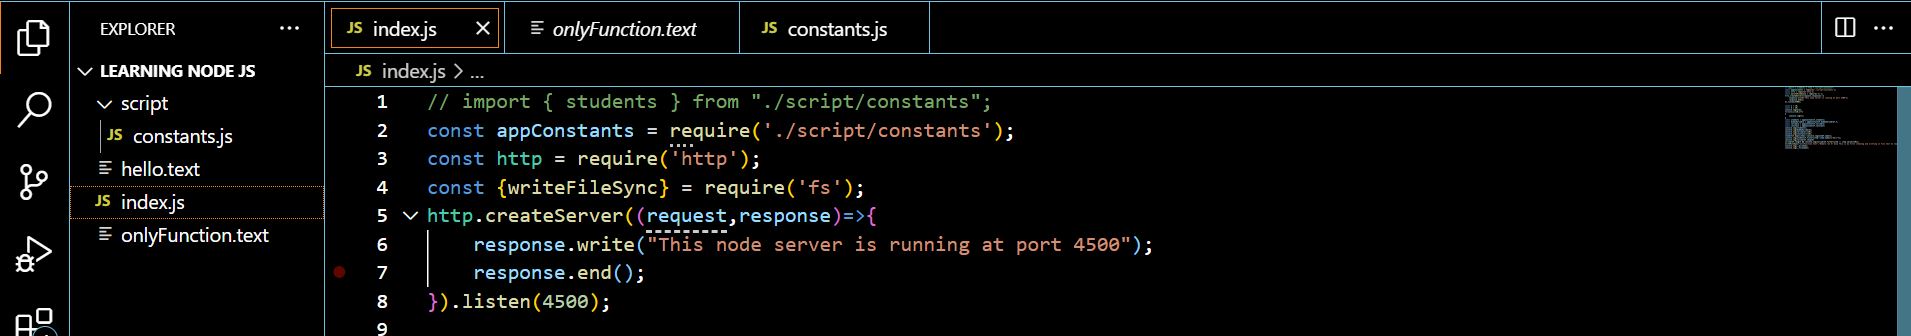 EXPLORER ...
LEARNING NODE JS
script
JS constants.js
hello.text
JS index.js
onlyFunction.text
JS index.js
onlyFunction.text
JS constants.js
JS index.js > ...
1 // import { students } from "./script/constants";
2 const appConstants = require('./script/constants');
3 const http = require('http');
4 const {writeFileSync} = require('fs');
5 http.createServer((request,response)=>{
6 response.write("This node server is running at port 4500");
7 response.end();
8 }).listen(4500);
9